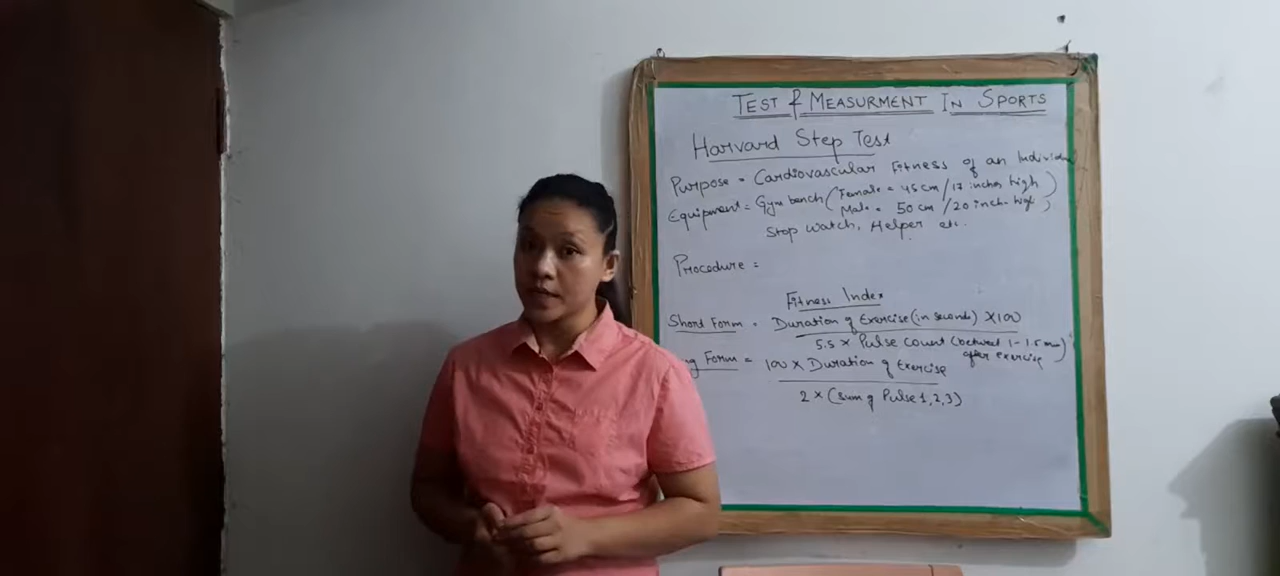 TEST & MEASURMENT IN SPORTS
Harvard Step Test
Purpose = Cardiovascular Fitness of an Individu
Equipment = Gym bench (Female = 45 cm / 17 inches high)
Male = 50 cm / 20 inch high)
Stop watch, Helper etc.
Procedure =
Fitness Index
Short Form = Duration of Exercise (in seconds) X 100
5.5 X Pulse count (between 1 - 1.5 min)
after exercise
ng Form = 100 X Duration of Exercise
2 X (sum of Pulse 1,2,3)